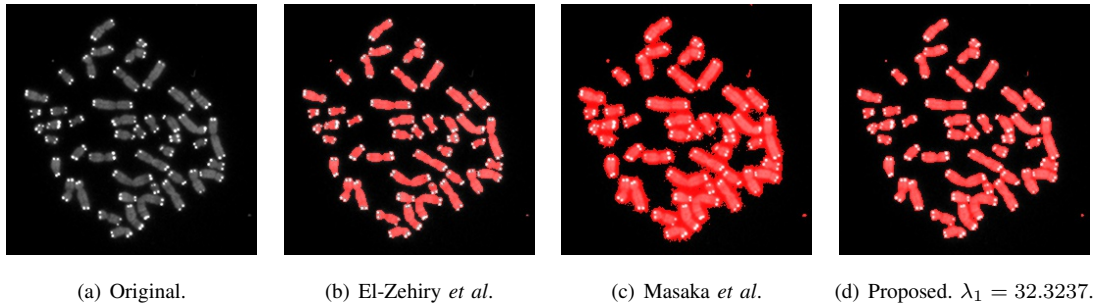 (a) Original.
(b) El-Zehiry et al.
(c) Masaka et al.
(d) Proposed. λ₁ = 32.3237.